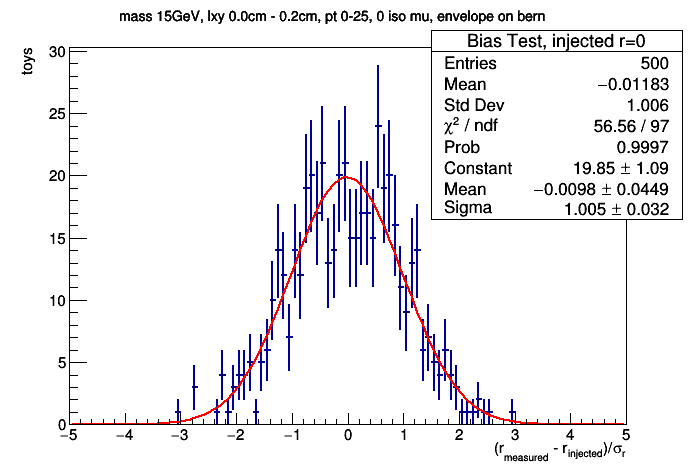 mass 15GeV, lxy 0.0cm - 0.2cm, pt 0-25, 0 iso mu, envelope on bern
Bias Test, injected r=0
Entries 500
Mean −0.01183
Std Dev 1.006
χ² / ndf 56.56 / 97
Prob 0.9997
Constant 19.85 ± 1.09
Mean −0.0098 ± 0.0449
Sigma 1.005 ± 0.032
toys
30
25
20
15
10
5
0
−5 −4 −3 −2 −1 0 1 2 3 4 5
(r_measured - r_injected)/σ_r